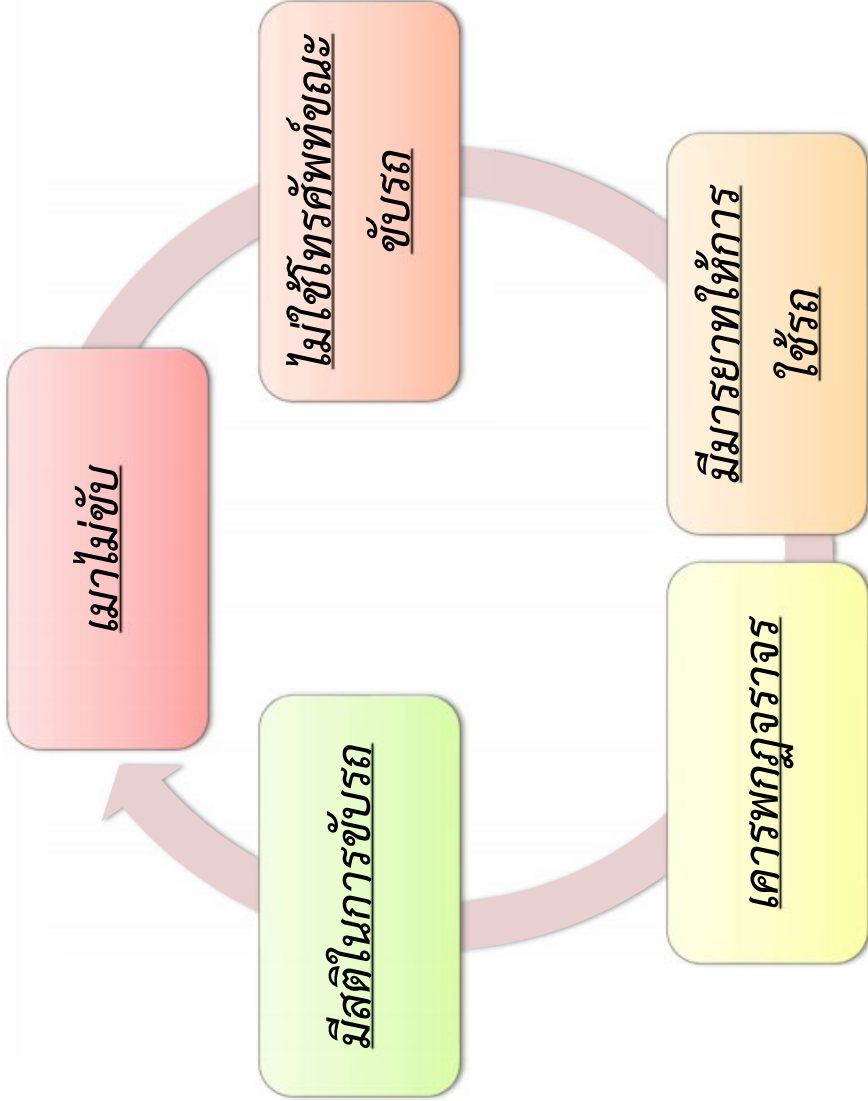 เมาไม่ขับ
ไม่ใช้โทรศัพท์ขณะ
ขับรถ
มีมารยาทให้การ
ใช้รถ
เคารพกฎจราจร
มีสติในการขับรถ